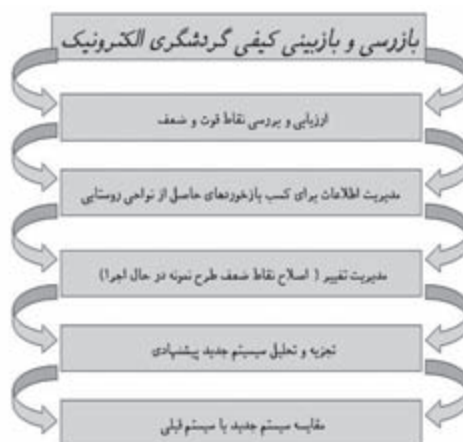 بازرسی و بازبینی کیفی گردشگری الکترونیک
ارزیابی و بررسی نقاط قوت و ضعف
مدیریت اطلاعات برای کسب بازخوردهای حاصل از نواحی روستایی
مدیریت تغییر ( اصلاح نقاط ضعف طرح نمونه در حال اجرا)
تجزیه و تحلیل سیستم جدید پیشنهادی
مقایسه سیستم جدید با سیستم قبلی